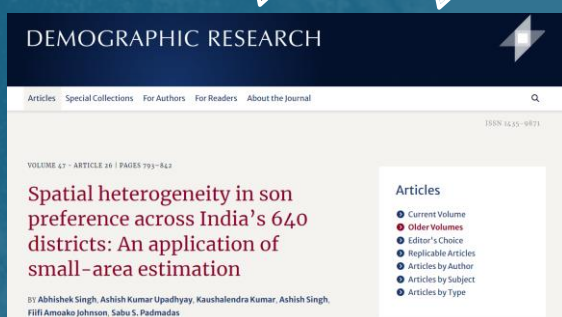 DEMOGRAPHIC RESEARCH
Articles Special Collections For Authors For Readers About the Journal
ISSN 1435-9871
VOLUME 47 - ARTICLE 26 | PAGES 793–842
Spatial heterogeneity in son
preference across India’s 640
districts: An application of
small-area estimation
BY Abhishek Singh, Ashish Kumar Upadhyay, Kaushalendra Kumar, Ashish Singh,
Fiifi Amoako Johnson, Sabu S. Padmadas
Articles
Current Volume
Older Volumes
Editor's Choice
Replicable Articles
Articles by Author
Articles by Subject
Articles by Type